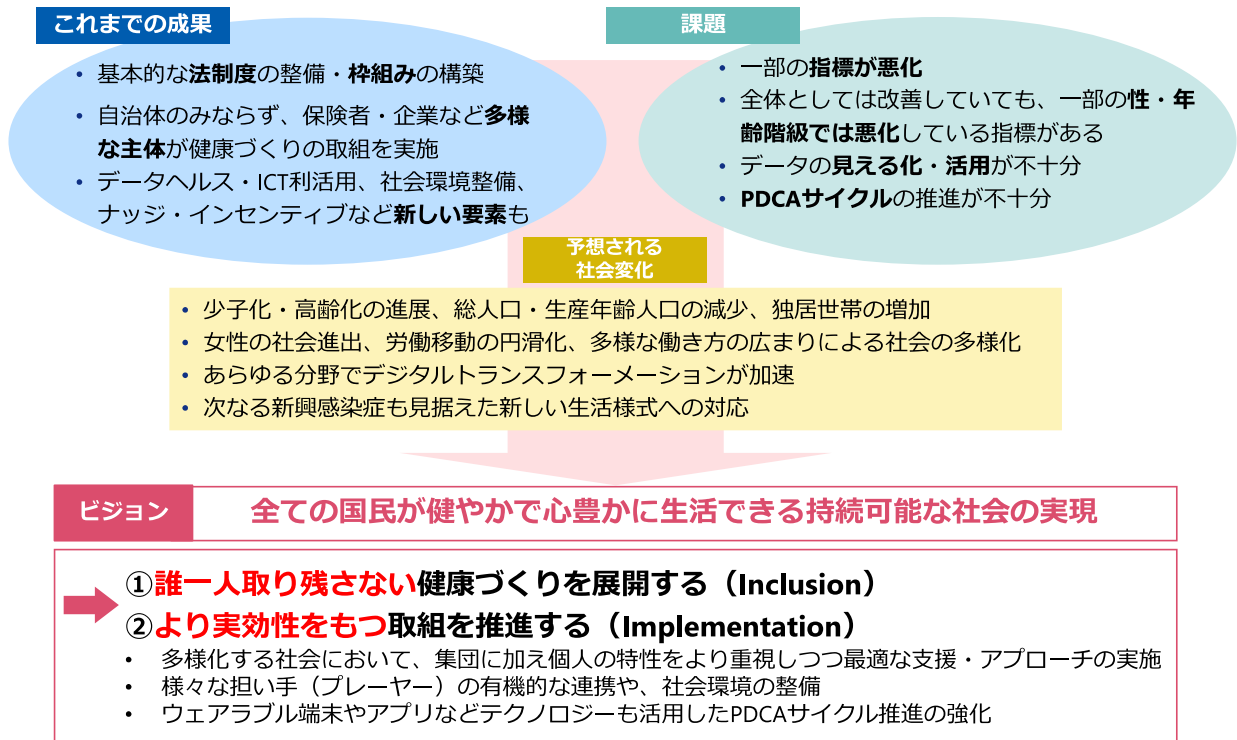 これまでの成果
• 基本的な法制度の整備・枠組みの構築
• 自治体のみならず、保険者・企業など多様
な主体が健康づくりの取組を実施
• データヘルス・ICT利活用、社会環境整備、
ナッジ・インセンティブなど新しい要素も
課題
• 一部の指標が悪化
• 全体としては改善していても、一部の性・年
齢階級では悪化している指標がある
• データの見える化・活用が不十分
• PDCAサイクルの推進が不十分
予想される
社会変化
• 少子化・高齢化の進展、総人口・生産年齢人口の減少、独居世帯の増加
• 女性の社会進出、労働移動の円滑化、多様な働き方の広まりによる社会の多様化
• あらゆる分野でデジタルトランスフォーメーションが加速
• 次なる新興感染症も見据えた新しい生活様式への対応
ビジョン
全ての国民が健やかで心豊かに生活できる持続可能な社会の実現
①誰一人取り残さない健康づくりを展開する（Inclusion）
②より実効性をもつ取組を推進する（Implementation）
• 多様化する社会において、集団に加え個人の特性をより重視しつつ最適な支援・アプローチの実施
• 様々な担い手（プレーヤー）の有機的な連携や、社会環境の整備
• ウェアラブル端末やアプリなどテクノロジーも活用したPDCAサイクル推進の強化